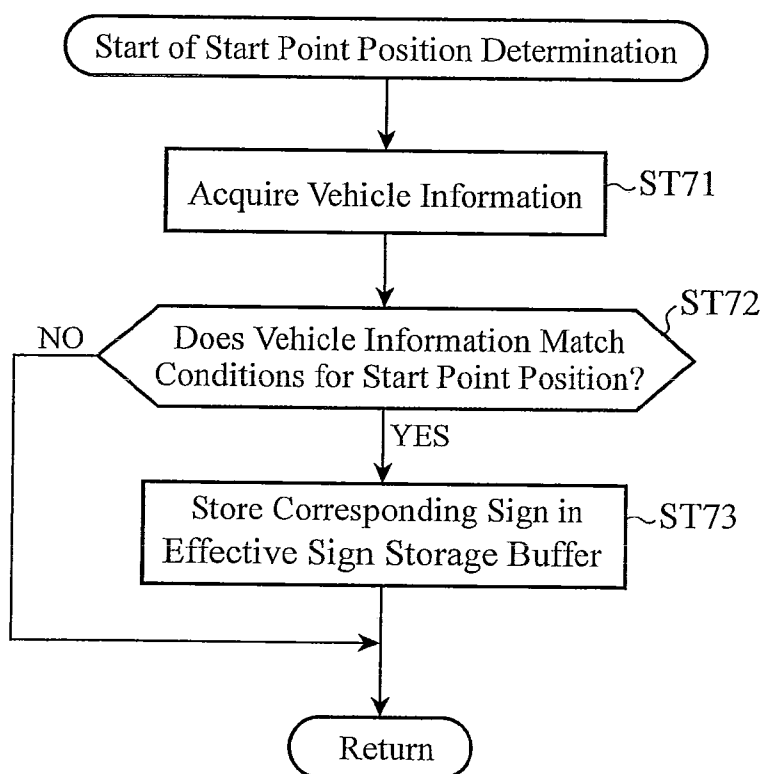 Start of Start Point Position Determination
Acquire Vehicle Information
ST71
ST72
NO
Does Vehicle Information Match
Conditions for Start Point Position?
YES
Store Corresponding Sign in
Effective Sign Storage Buffer
ST73
Return